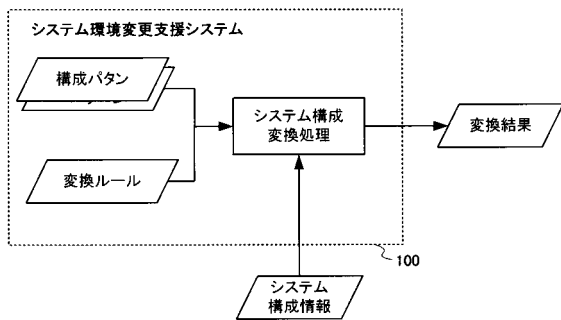 システム環境変更支援システム
構成パタン
システム構成
変換処理
変換結果
変換ルール
100
システム
構成情報